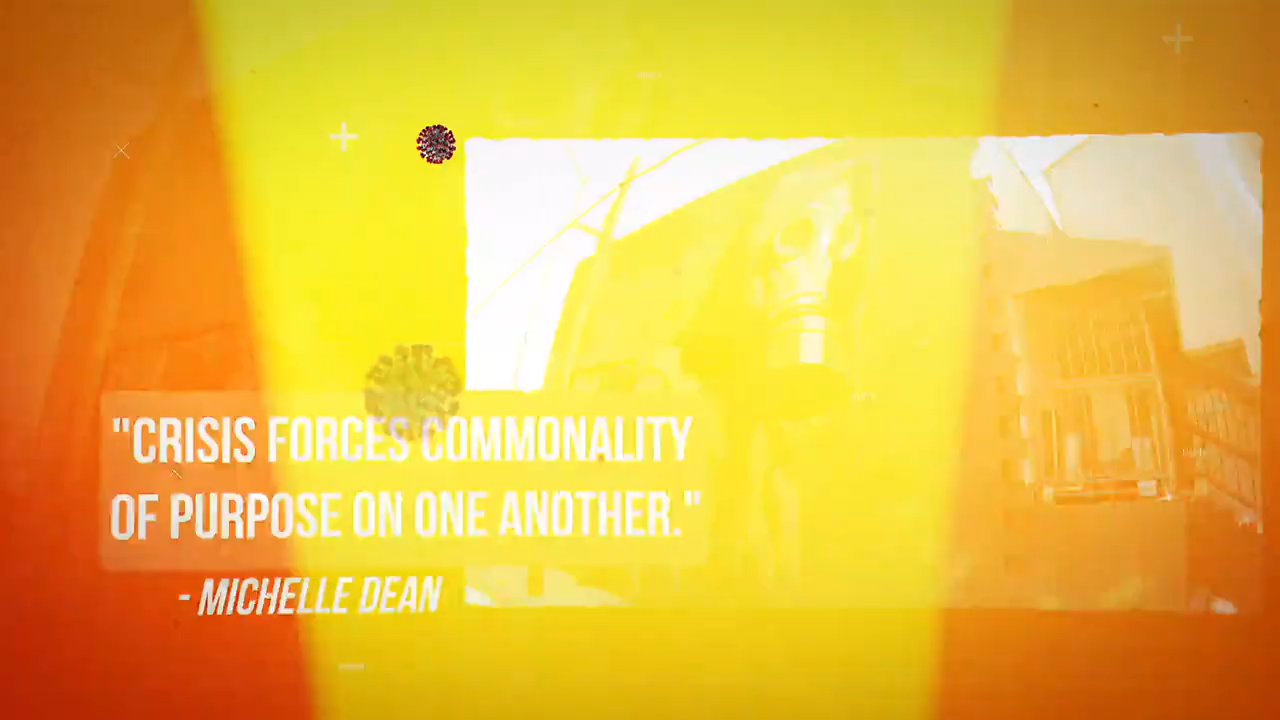 "CRISIS FORCES COMMONALITY
OF PURPOSE ON ONE ANOTHER."
- MICHELLE DEAN